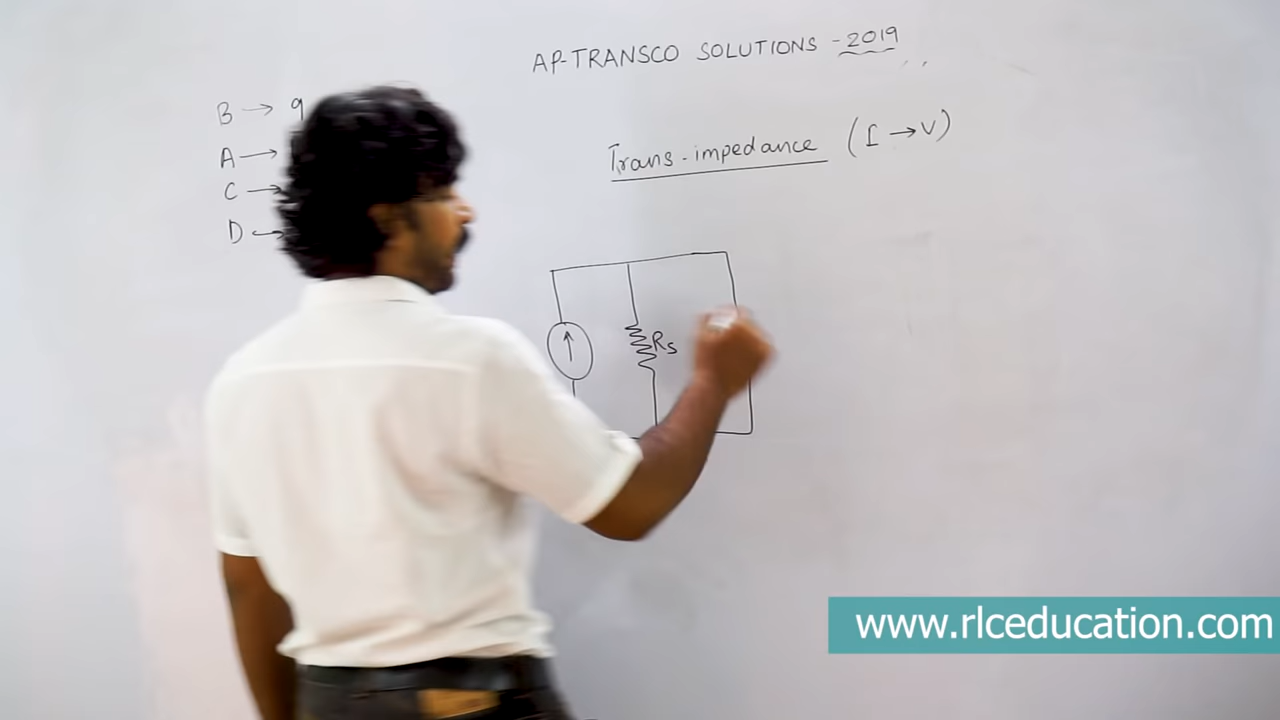 AP-TRANSCO SOLUTIONS - 2019
B → 9
A →
C →
D →
Trans-impedance (I → V)
Rs
www.rlceducation.com